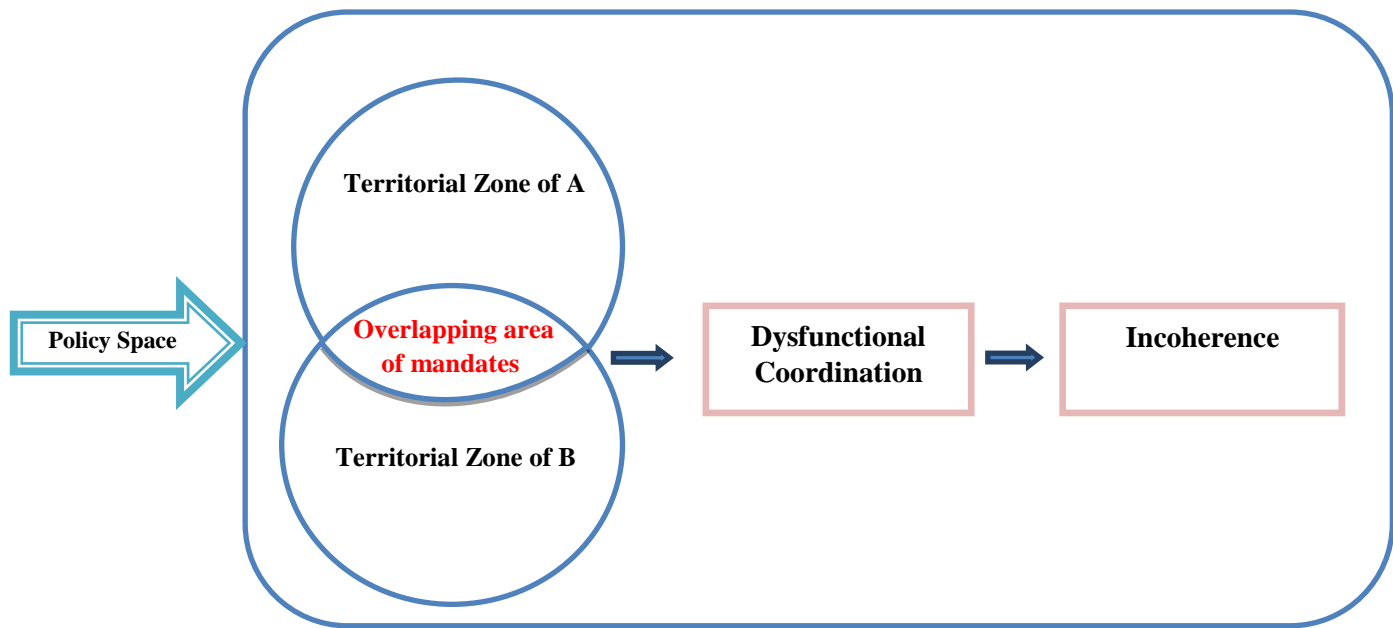 Territorial Zone of A
Policy Space
Overlapping area
of mandates
Dysfunctional
Coordination
Incoherence
Territorial Zone of B